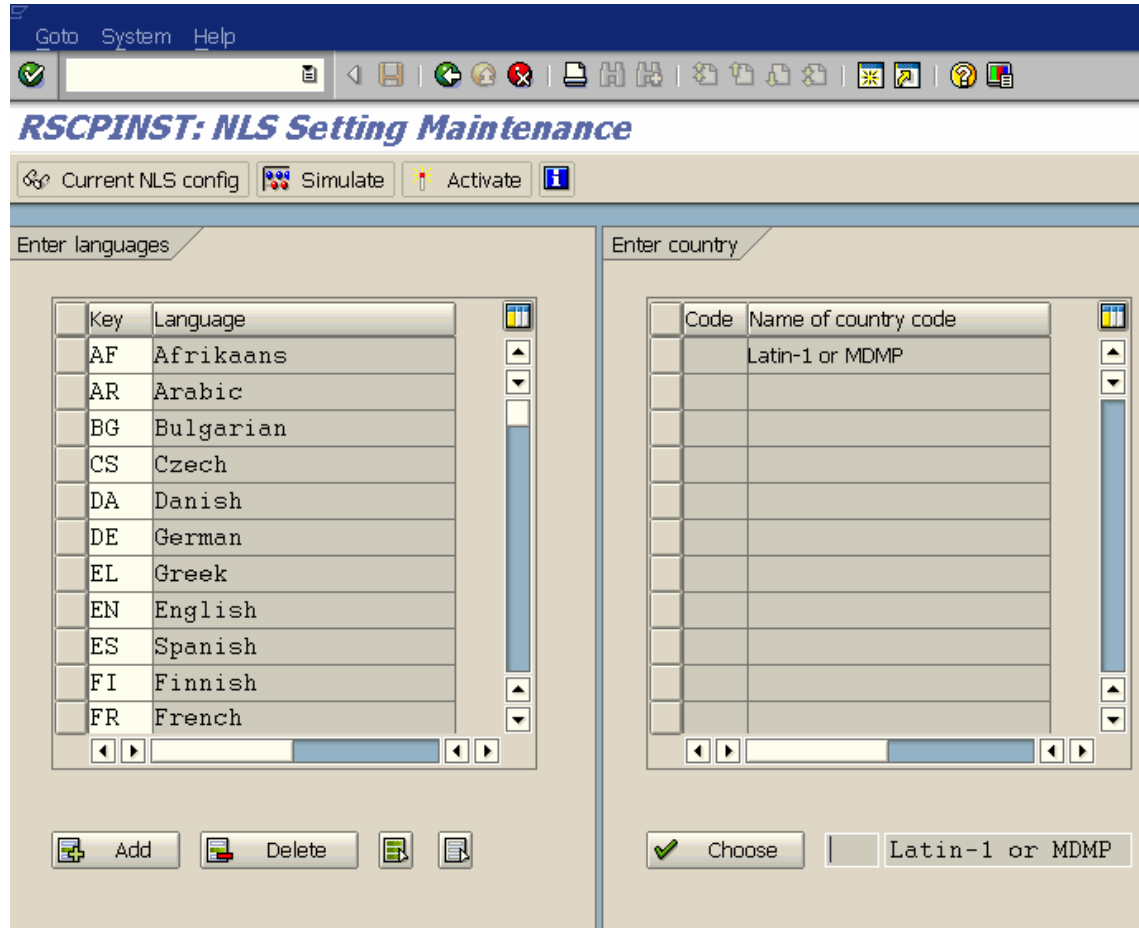 Goto System Help
RSCPINST: NLS Setting Maintenance
Current NLS config Simulate Activate
Enter languages
Key Language
AF Afrikaans
AR Arabic
BG Bulgarian
CS Czech
DA Danish
DE German
EL Greek
EN English
ES Spanish
FI Finnish
FR French
Add Delete
Enter country
Code Name of country code
Latin-1 or MDMP
Choose Latin-1 or MDMP